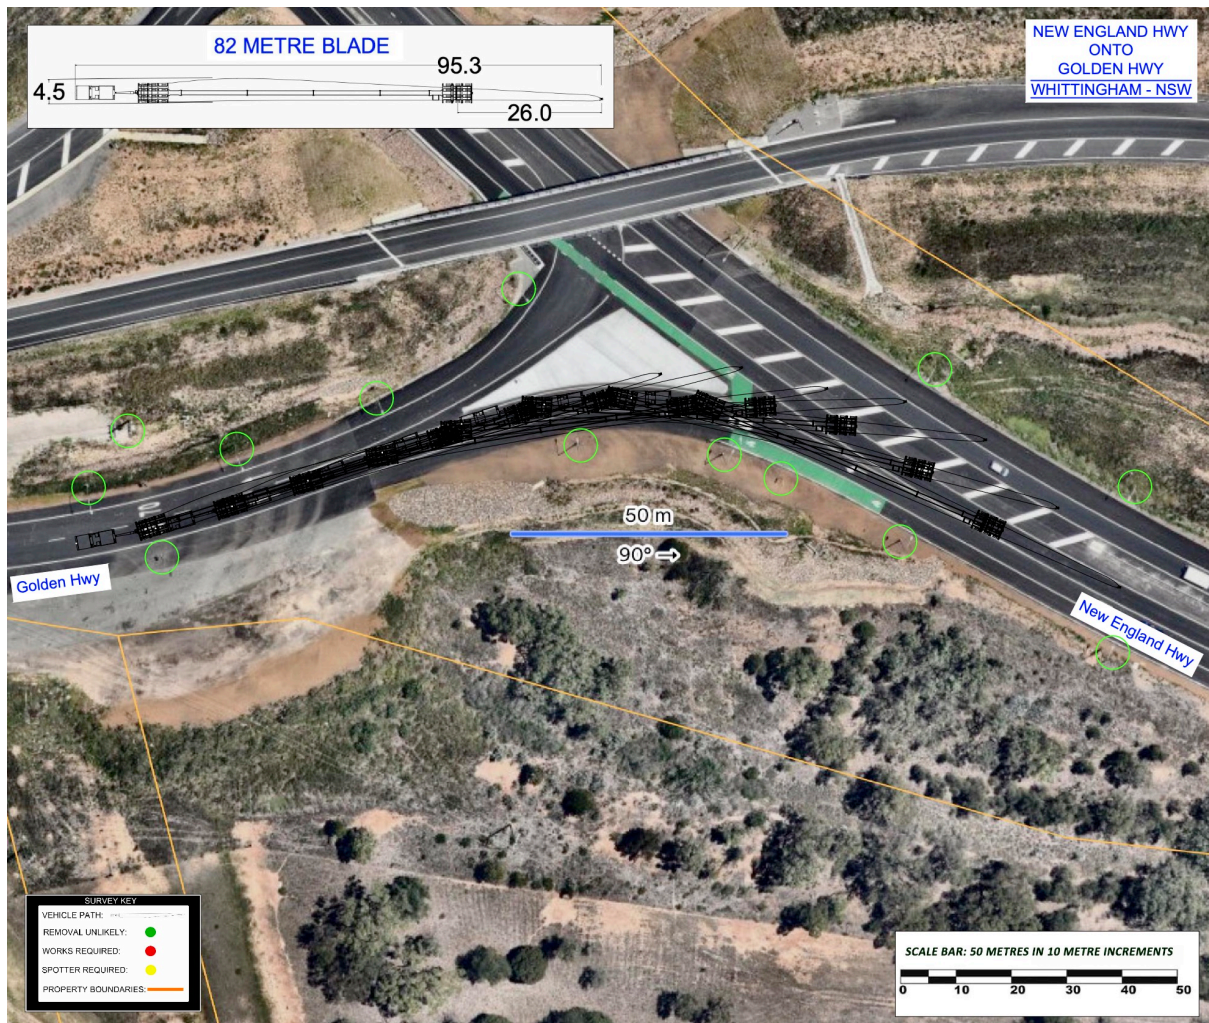 82 METRE BLADE
95.3
4.5
26.0
NEW ENGLAND HWY
ONTO
GOLDEN HWY
WHITTINGHAM - NSW
50 m
90° →
Golden Hwy
New England Hwy
SURVEY KEY
VEHICLE PATH:
REMOVAL UNLIKELY:
WORKS REQUIRED:
SPOTTER REQUIRED:
PROPERTY BOUNDARIES:
SCALE BAR: 50 METRES IN 10 METRE INCREMENTS
0 10 20 30 40 50